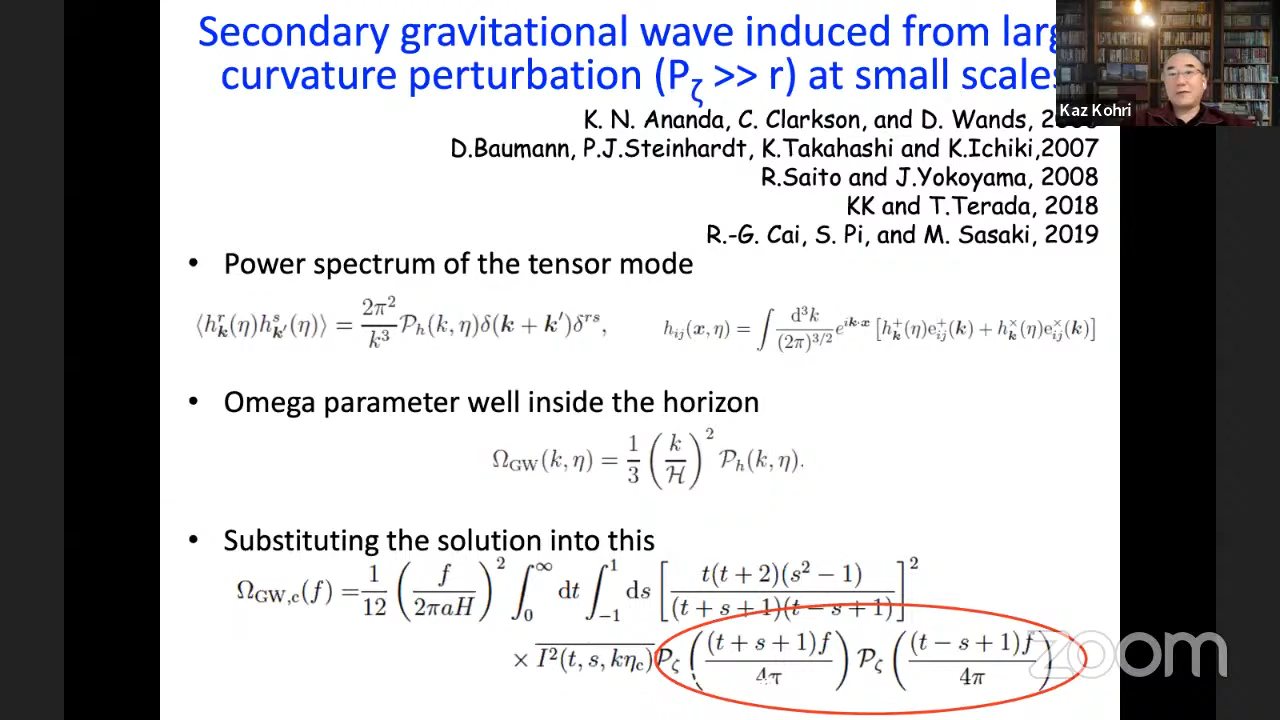 Secondary gravitational wave induced from
curvature perturbation (P_ζ >> r) at small scales
Kaz Kohri
K. N. Ananda, C. Clarkson, and D. Wands,
D.Baumann, P.J.Steinhardt, K.Takahashi and K.Ichiki,2007
R.Saito and J.Yokoyama, 2008
KK and T.Terada, 2018
R.-G. Cai, S. Pi, and M. Sasaki, 2019
• Power spectrum of the tensor mode
⟨h^r_k(η)h^s_k′(η)⟩ = 2π²/k³ P_h(k, η)δ(k + k′)δ^rs, h_ij(x, η) = ∫ d³k/(2π)^3/2 e^ik·x [h^+_k(η)e^+_ij(k) + h^×_k(η)e^×_ij(k)]
• Omega parameter well inside the horizon
Ω_GW(k, η) = 1/3 (k/ℋ)² P_h(k, η).
• Substituting the solution into this
Ω_GW,c(f) = 1/12 (f/2πaH)² ∫_0^∞ dt ∫_-1^1 ds [t(t + 2)(s² − 1)/(t + s + 1)(t − s + 1)]²
× I²(t, s, kη_c) P_ζ ((t + s + 1)f/4π) P_ζ ((t − s + 1)f/4π)
zoom